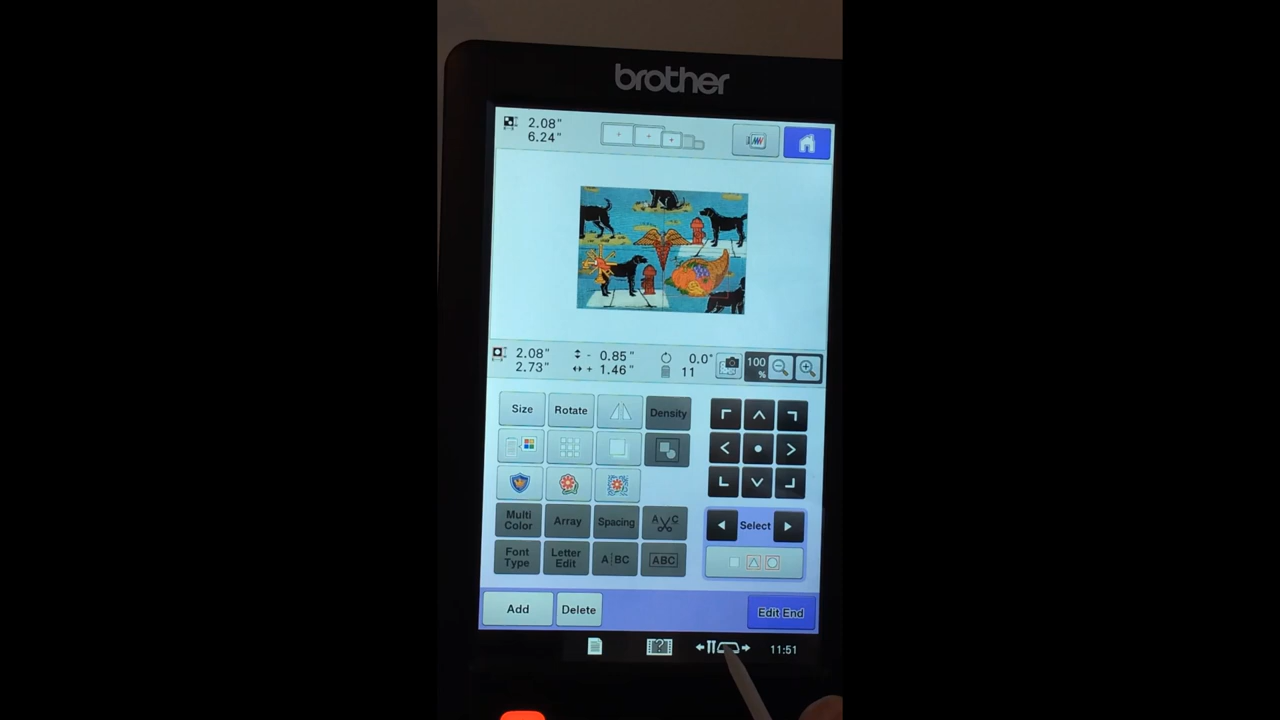 brother
2.08"
6.24"
2.08" - 0.85" 0.0°
2.73" + 1.46" 11
100 %
Size Rotate Density
Multi Color Array Spacing A C
Select
Font Type Letter Edit A BC ABC
Add Delete Edit End
?
11:51